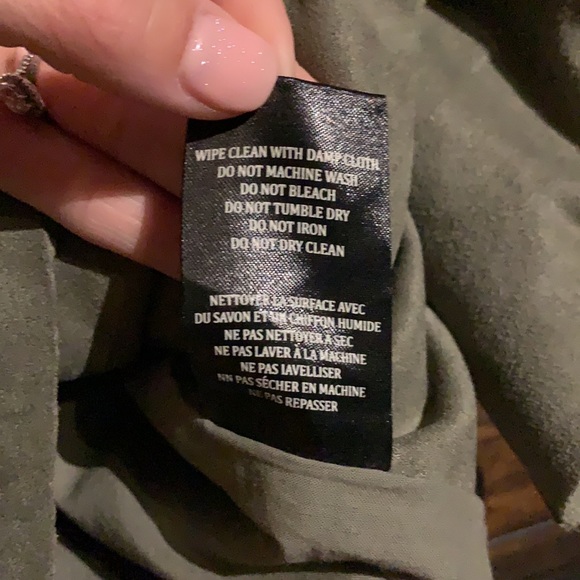 WIPE CLEAN WITH DAMP CLOTH
DO NOT MACHINE WASH
DO NOT BLEACH
DO NOT TUMBLE DRY
DO NOT IRON
DO NOT DRY CLEAN
NETTOYER LA SURFACE AVEC
DU SAVON ET UN CHIFFON HUMIDE
NE PAS NETTOYER À SEC
NE PAS LAVER À LA MACHINE
NE PAS JAVELLISER
NE PAS SÉCHER EN MACHINE
NE PAS REPASSER